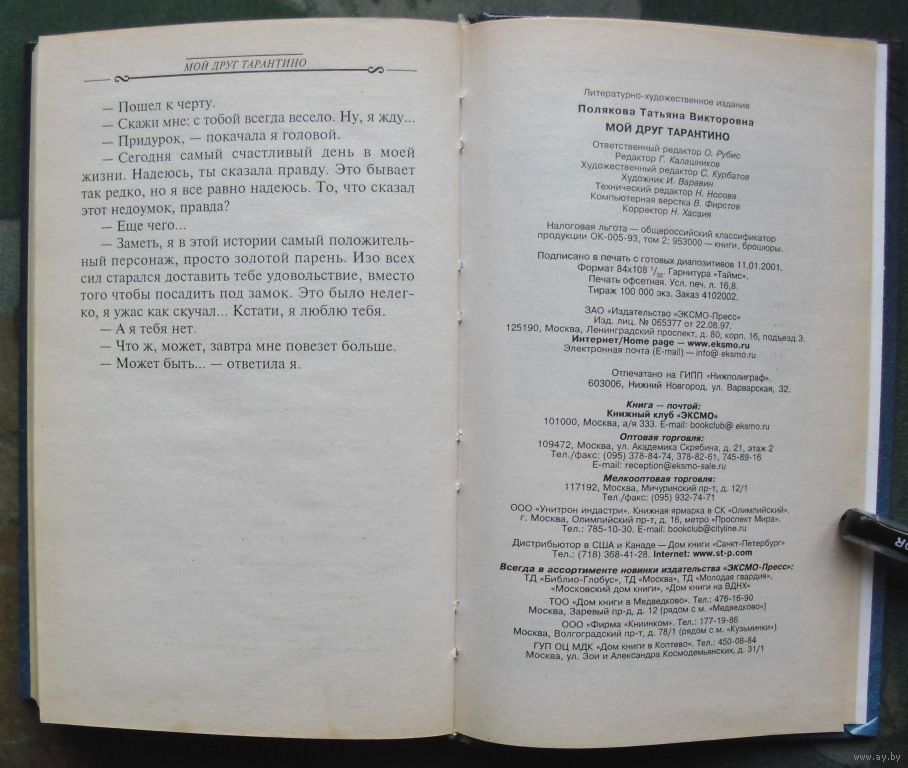 МОЙ ДРУГ ТАРАНТИНО
— Пошел к черту.
— Скажи мне: с тобой всегда весело. Ну, я жду...
— Придурок, — покачала я головой.
— Сегодня самый счастливый день в моей
жизни. Надеюсь, ты сказала правду. Это бывает
так редко, но я все равно надеюсь. То, что сказал
этот недоумок, правда?
— Еще чего...
— Заметь, я в этой истории самый положитель-
ный персонаж, просто золотой парень. Изо всех
сил старался доставить тебе удовольствие, вместо
того чтобы посадить под замок. Это было нелег-
ко, я ужас как скучал... Кстати, я люблю тебя.
— А я тебя нет.
— Что ж, может, завтра мне повезет больше.
— Может быть... — ответила я.
Литературно-художественное издание
Полякова Татьяна Викторовна
МОЙ ДРУГ ТАРАНТИНО
Ответственный редактор О. Рубис
Редактор Г. Калашников
Художественный редактор С. Курбатов
Художник И. Варавин
Технический редактор Н. Носова
Компьютерная верстка В. Фирстов
Корректор Н. Хасаия
Налоговая льгота — общероссийский классификатор
продукции ОК-005-93, том 2; 953000 — книги, брошюры.
Подписано в печать с готовых диапозитивов 11.01.2001.
Формат 84x108 1/32. Гарнитура «Таймс».
Печать офсетная. Усл. печ. л. 16,8.
Тираж 100 000 экз. Заказ 4102002.
ЗАО «Издательство «ЭКСМО-Пресс»
Изд. лиц. № 065377 от 22.08.97.
125190, Москва, Ленинградский проспект, д. 80, корп. 16, подъезд 3.
Интернет/Home page — www.eksmo.ru
Электронная почта (E-mail) — info@ eksmo.ru
Отпечатано на ГИПП «Нижполиграф».
603006, Нижний Новгород, ул. Варварская, 32.
Книга — почтой:
Книжный клуб «ЭКСМО»
101000, Москва, а/я 333. E-mail: bookclub@ eksmo.ru
Оптовая торговля:
109472, Москва, ул. Академика Скрябина, д. 21, этаж 2
Тел./факс: (095) 378-84-74, 378-82-61, 745-89-16
E-mail: reception@eksmo-sale.ru
Мелкооптовая торговля:
117192, Москва, Мичуринский пр-т, д. 12/1
Тел./факс: (095) 932-74-71
ООО «Унитрон индастри». Книжная ярмарка в СК «Олимпийский».
г. Москва, Олимпийский пр-т, д. 16, метро «Проспект Мира».
Тел.: 785-10-30. E-mail: bookclub@cityline.ru
Дистрибьютор в США и Канаде — Дом книги «Санкт-Петербург»
Тел.: (718) 368-41-28. Internet: www.st-p.com
Всегда в ассортименте новинки издательства «ЭКСМО-Пресс»:
ТД «Библио-Глобус», ТД «Москва», ТД «Молодая гвардия»,
«Московский дом книги», «Дом книги на ВДНХ»
ТОО «Дом книги в Медведково». Тел.: 476-16-90
Москва, Заревый пр-д, д. 12 (рядом с м. «Медведково»)
ООО «Фирма «Книинком». Тел.: 177-19-86
Москва, Волгоградский пр-т, д. 78/1 (рядом с м. «Кузьминки»)
ГУП ОЦ МДК «Дом книги в Коптево». Тел.: 450-08-84
Москва, ул. Зои и Александра Космодемьянских, д. 31/1
OR
www.ay.by